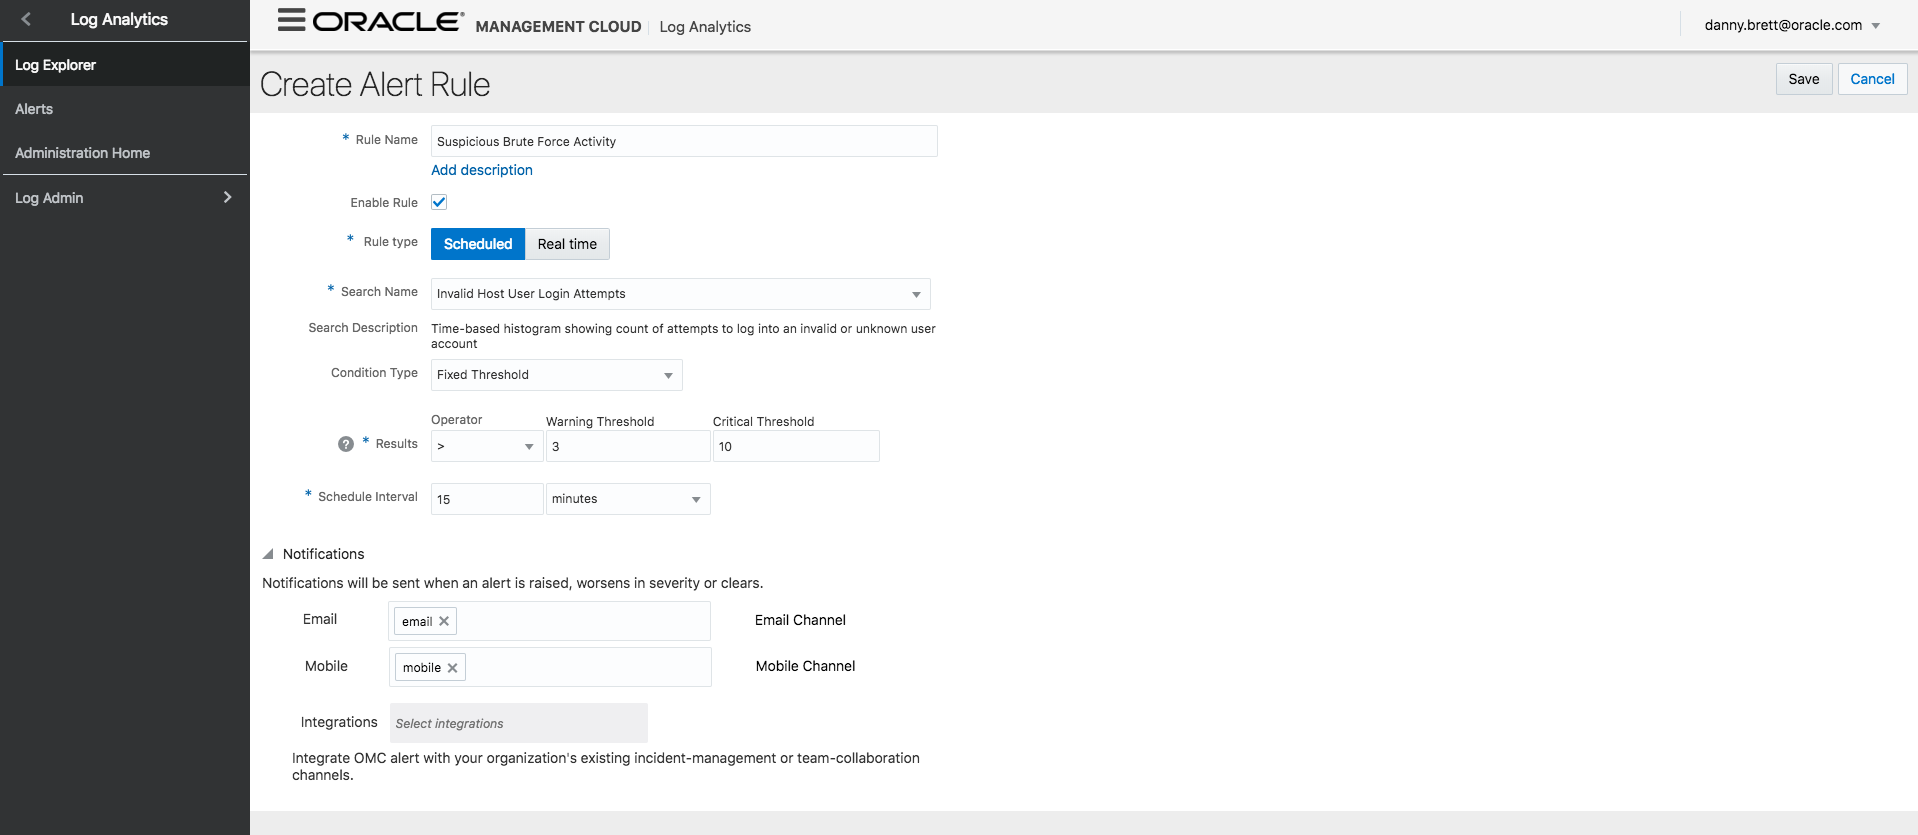 Log Analytics
Log Explorer
Alerts
Administration Home
Log Admin
ORACLE® MANAGEMENT CLOUD Log Analytics
danny.brett@oracle.com
Create Alert Rule
Save
Cancel
* Rule Name
Suspicious Brute Force Activity
Add description
Enable Rule
* Rule type
Scheduled
Real time
* Search Name
Invalid Host User Login Attempts
Search Description
Time-based histogram showing count of attempts to log into an invalid or unknown user
account
Condition Type
Fixed Threshold
Operator
Warning Threshold
Critical Threshold
? * Results
>
3
10
* Schedule Interval
15
minutes
Notifications
Notifications will be sent when an alert is raised, worsens in severity or clears.
Email
email
Email Channel
Mobile
mobile
Mobile Channel
Integrations
Select integrations
Integrate OMC alert with your organization's existing incident-management or team-collaboration
channels.